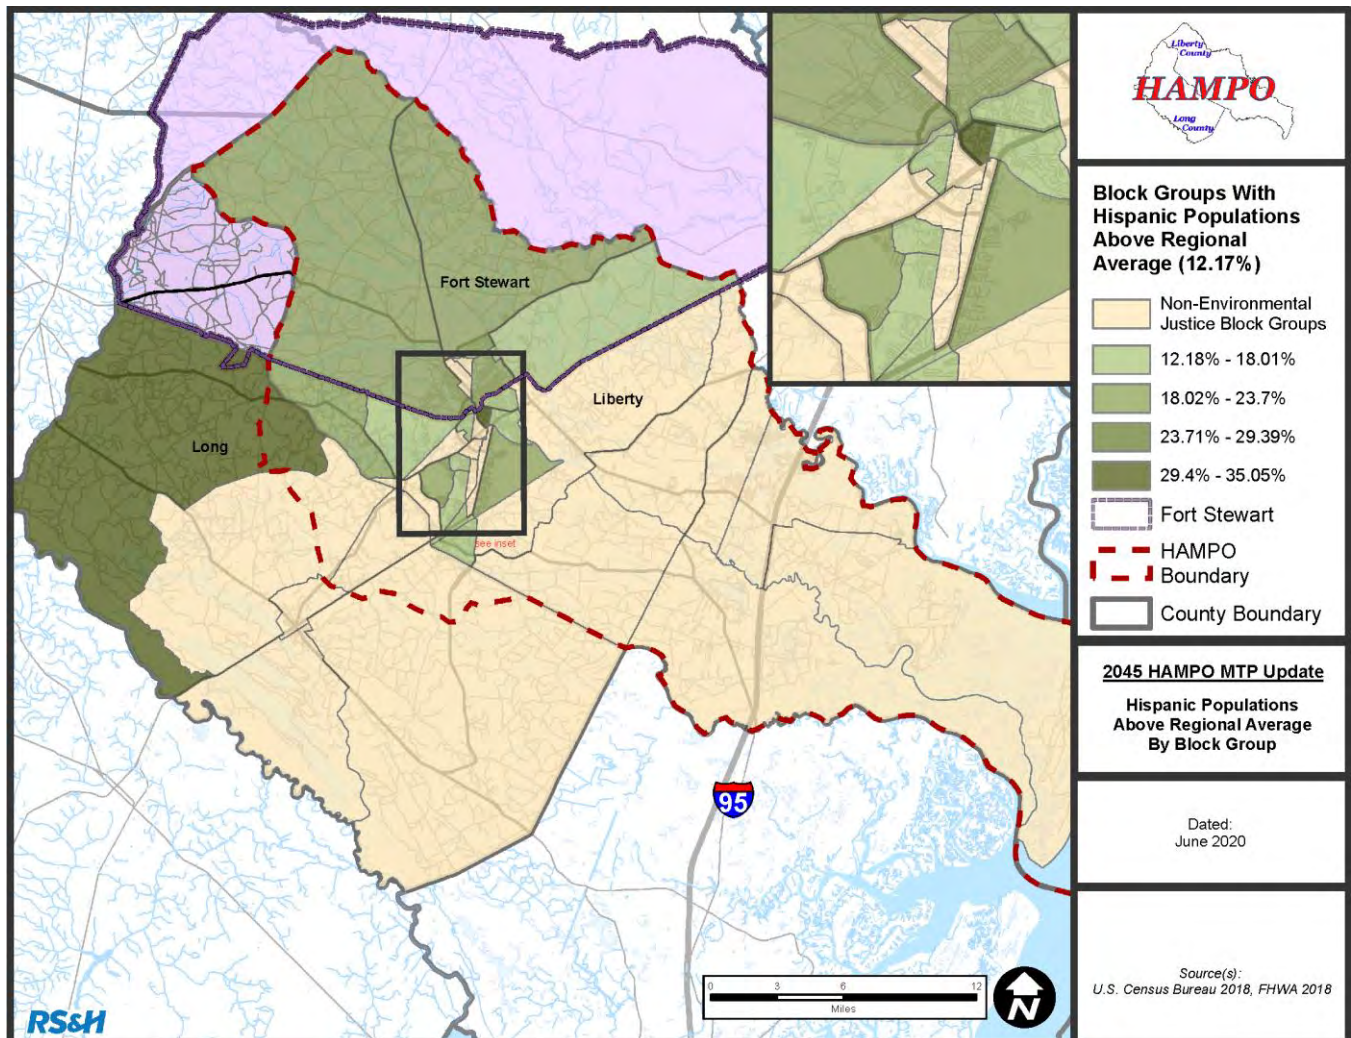 Fort Stewart
Liberty
Long
see inset
95
0 3 6 12
Miles
N
RS&H
Liberty
County
HAMPO
Long
County
Block Groups With
Hispanic Populations
Above Regional
Average (12.17%)
Non-Environmental
Justice Block Groups
12.18% - 18.01%
18.02% - 23.7%
23.71% - 29.39%
29.4% - 35.05%
Fort Stewart
HAMPO
Boundary
County Boundary
2045 HAMPO MTP Update
Hispanic Populations
Above Regional Average
By Block Group
Dated:
June 2020
Source(s):
U.S. Census Bureau 2018, FHWA 2018